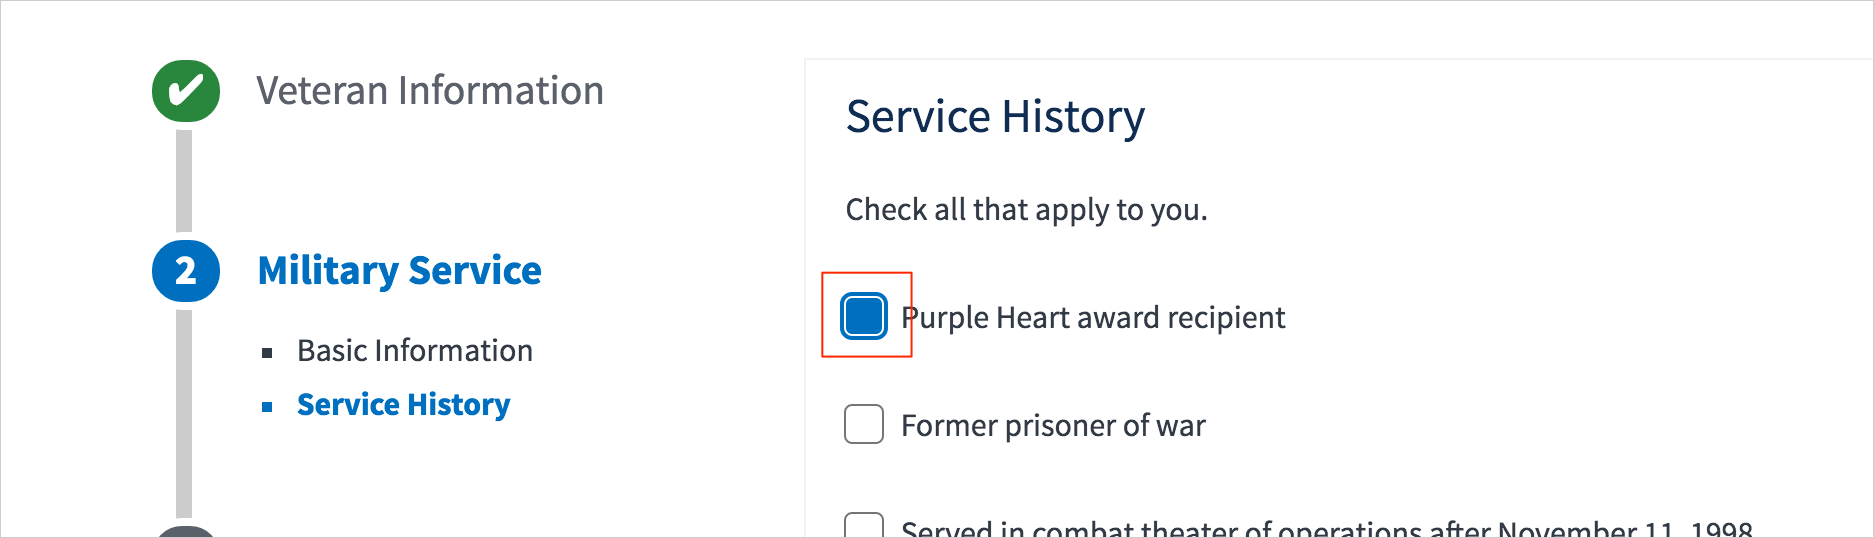 Veteran Information
2
Military Service
Basic Information
Service History
Service History
Check all that apply to you.
Purple Heart award recipient
Former prisoner of war
Served in combat theater of operations after November 11, 1998